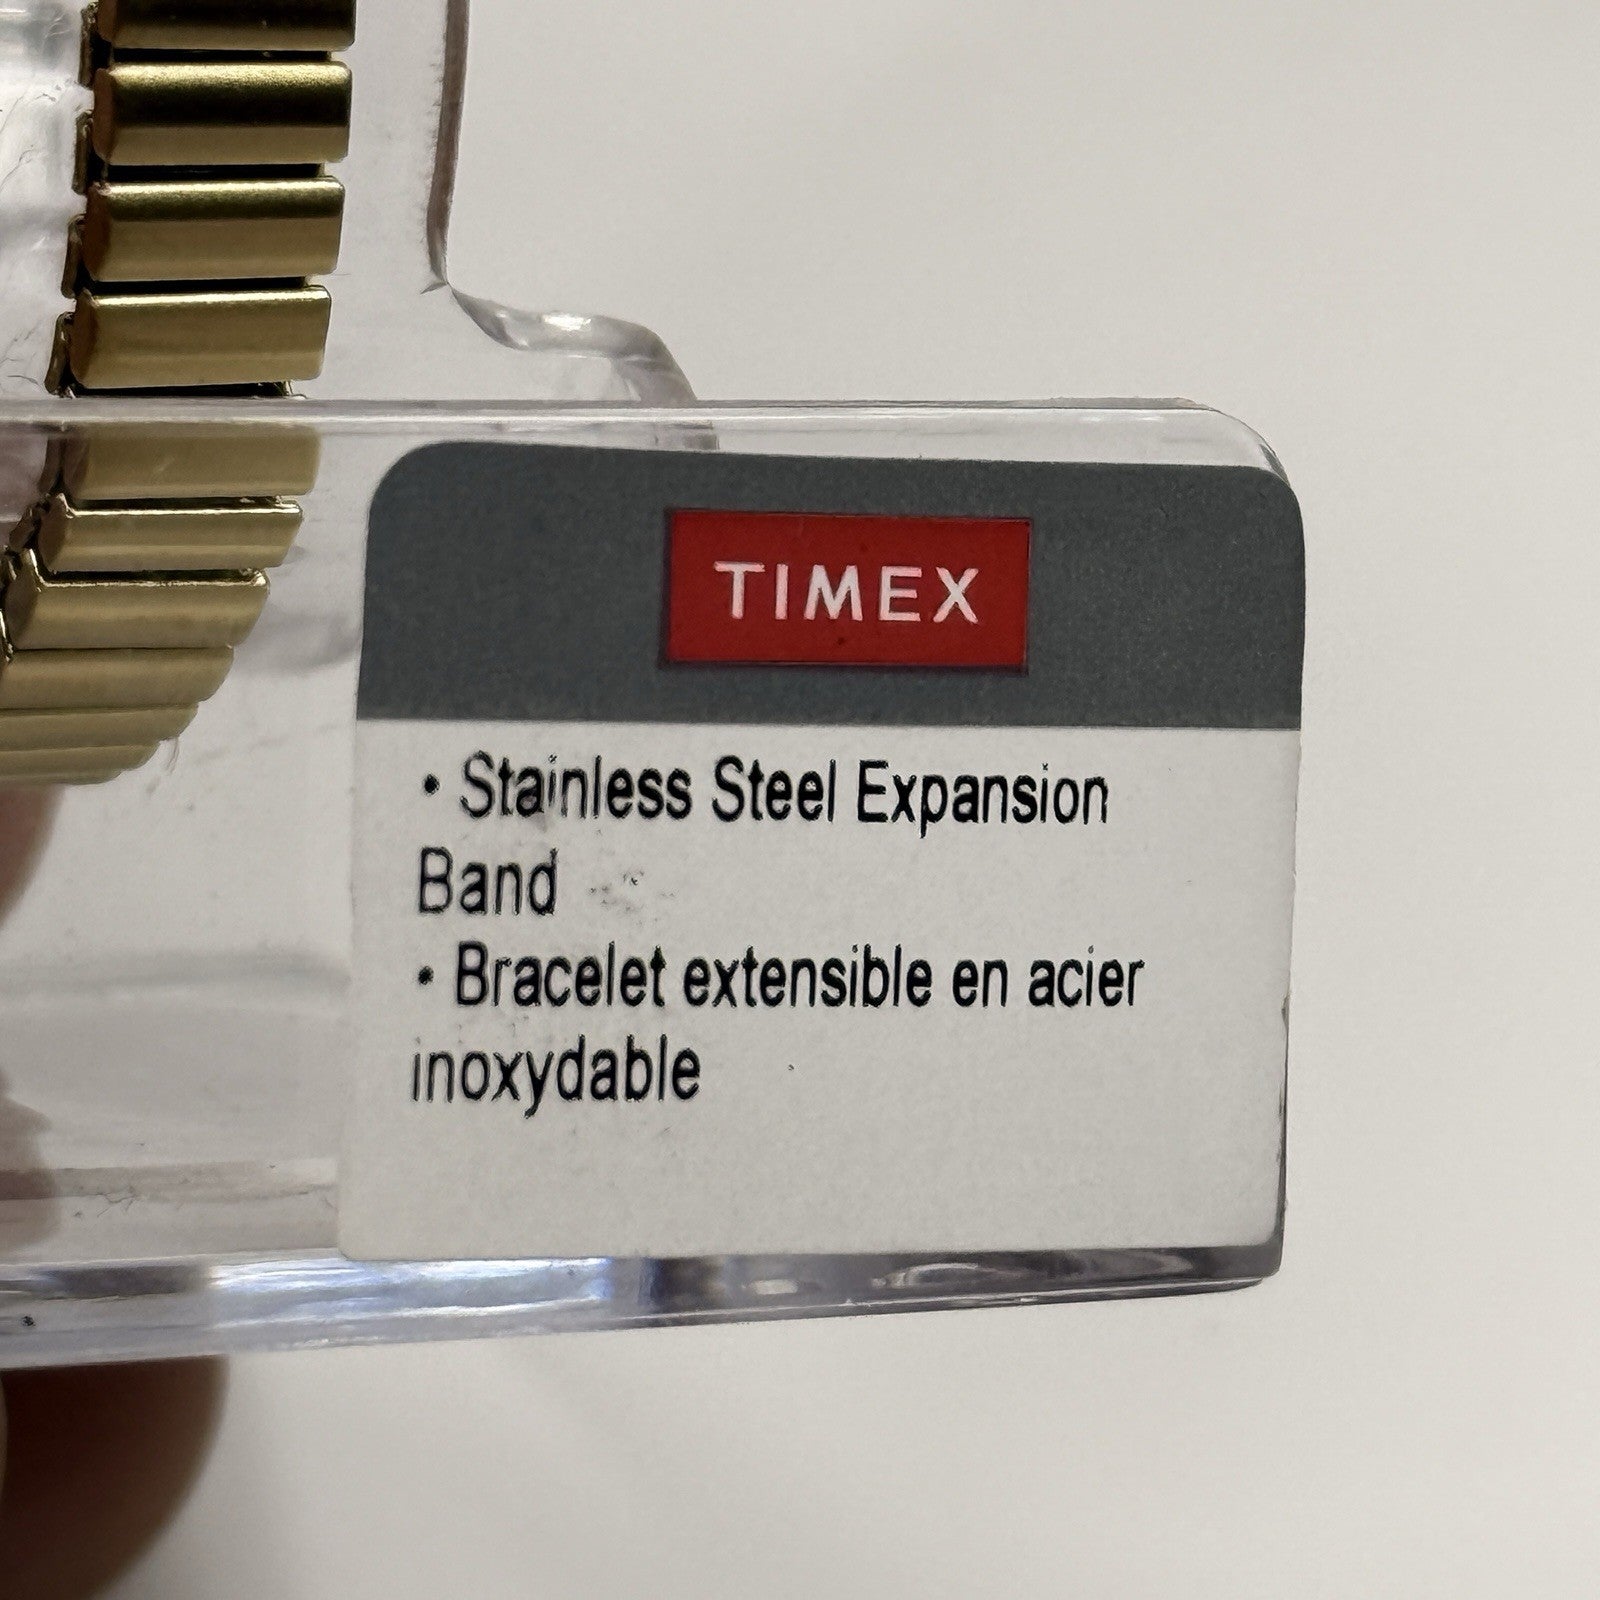 TIMEX
• Stainless Steel Expansion
Band
• Bracelet extensible en acier
inoxydable